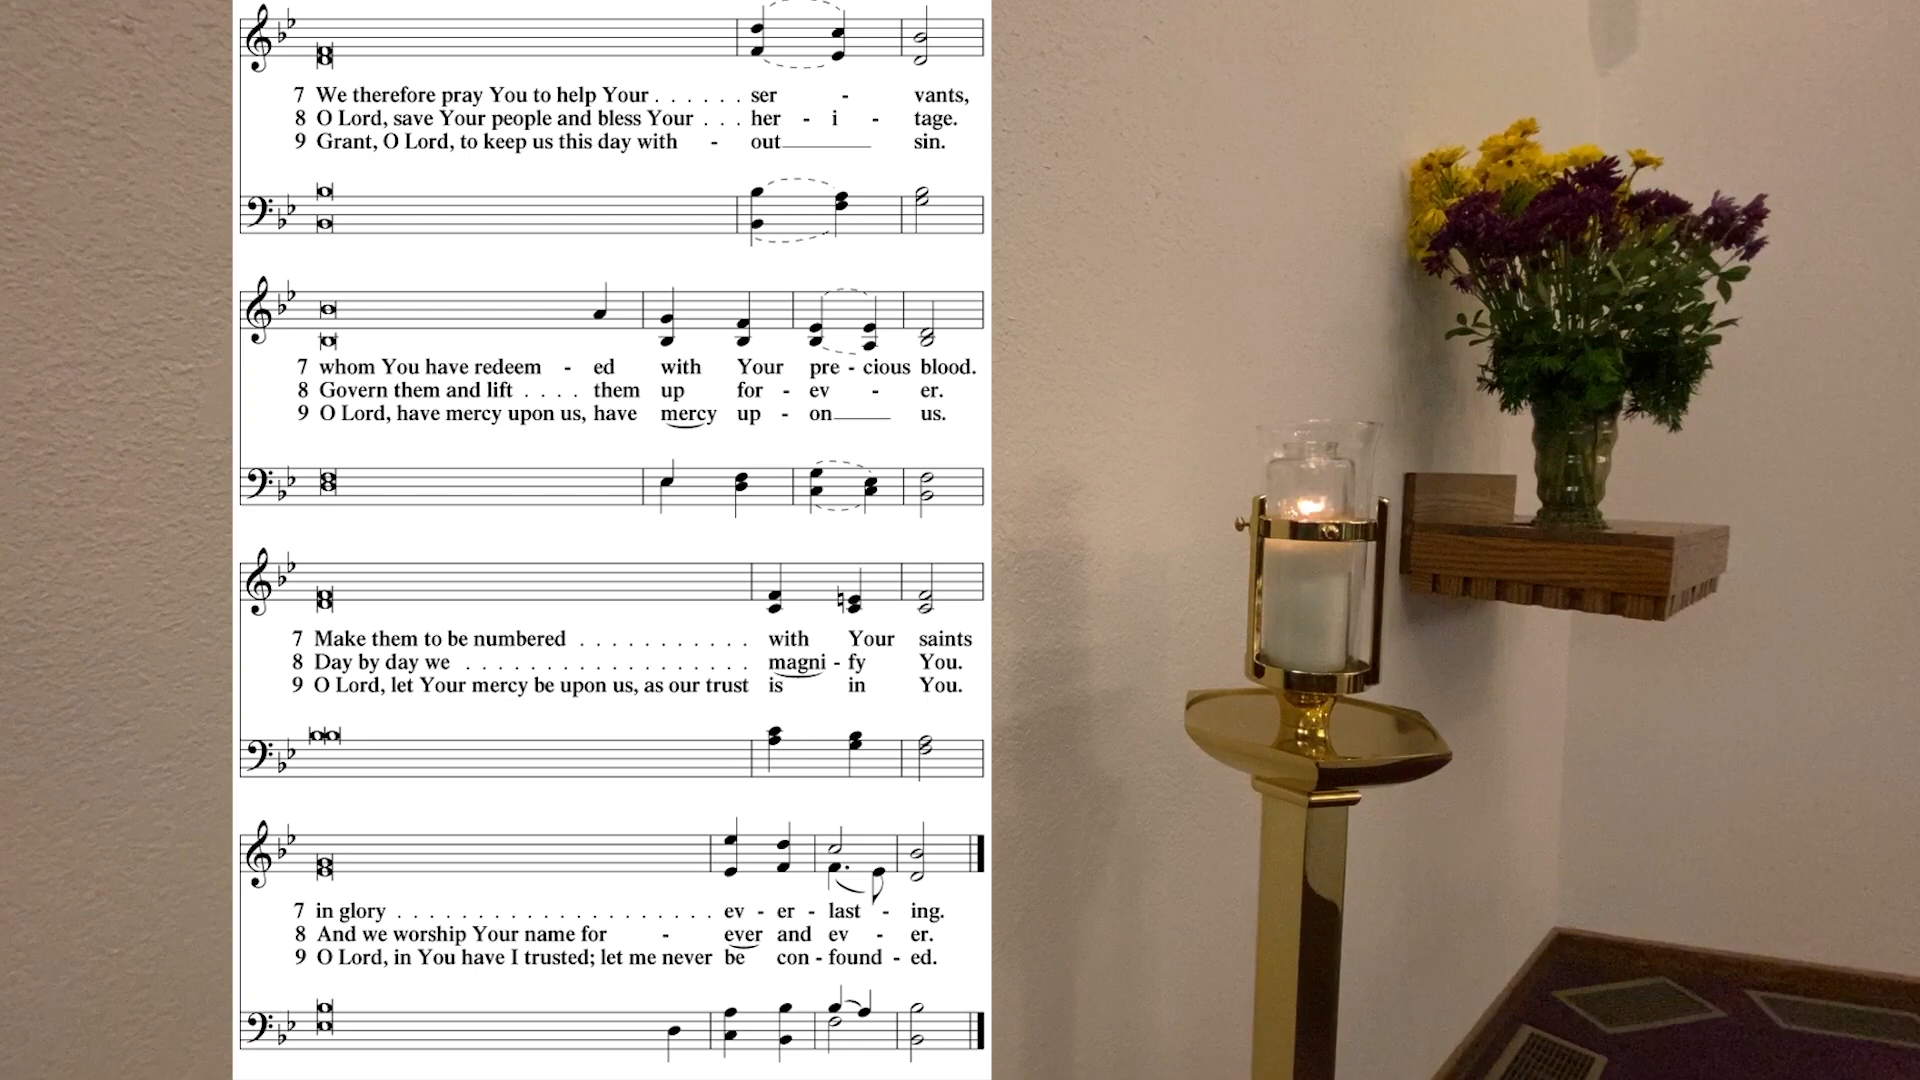 7 We therefore pray You to help Your . . . . . . ser - vants,
8 O Lord, save Your people and bless Your . . . her - i - tage.
9 Grant, O Lord, to keep us this day with - out sin.
7 whom You have redeem - ed with Your pre - cious blood.
8 Govern them and lift . . . . them up for - ev - er.
9 O Lord, have mercy upon us, have mercy up - on us.
7 Make them to be numbered . . . . . . . . . . . with Your saints
8 Day by day we . . . . . . . . . . . . . . . . . . magni - fy You.
9 O Lord, let Your mercy be upon us, as our trust is in You.
7 in glory . . . . . . . . . . . . . . . . . . . . ev - er - last - ing.
8 And we worship Your name for - ever and ev - er.
9 O Lord, in You have I trusted; let me never be con - found - ed.